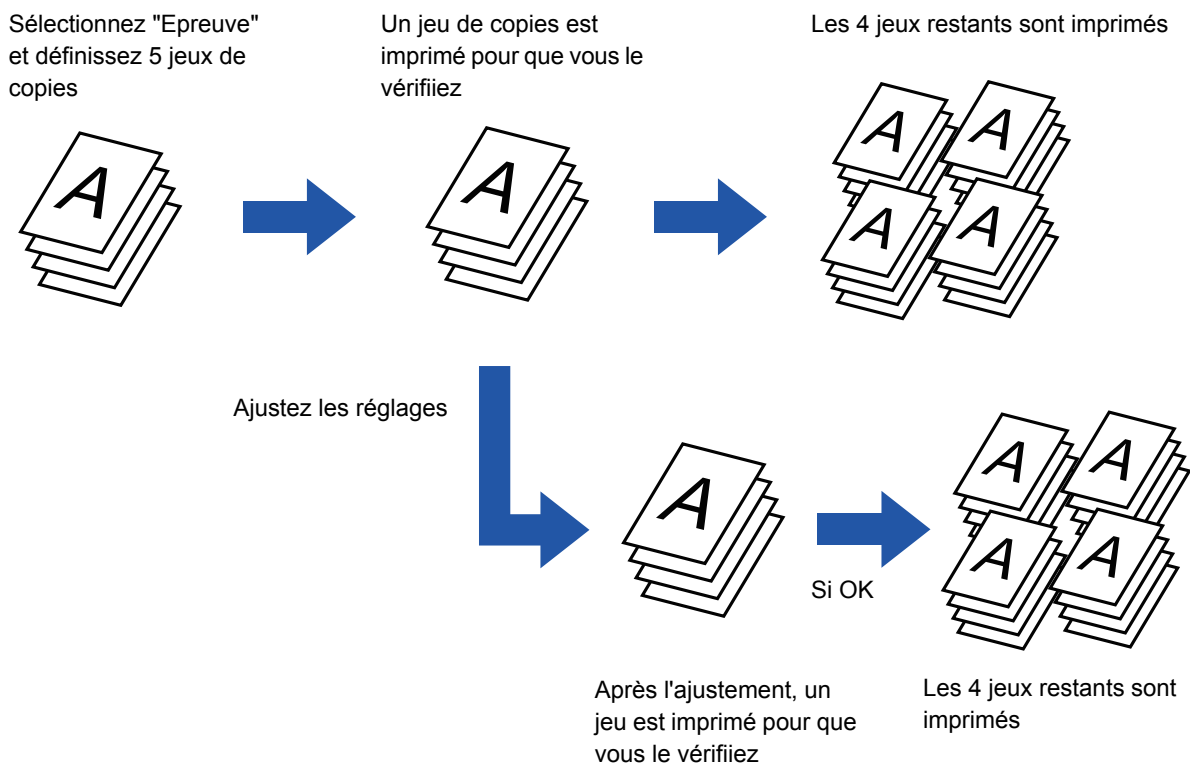 Sélectionnez "Epreuve"
et définissez 5 jeux de
copies
Un jeu de copies est
imprimé pour que vous le
vérifiiez
Les 4 jeux restants sont imprimés
A
A
A
A
A
A
Ajustez les réglages
A
Si OK
A
A
A
A
Après l'ajustement, un
jeu est imprimé pour que
vous le vérifiiez
Les 4 jeux restants sont
imprimés